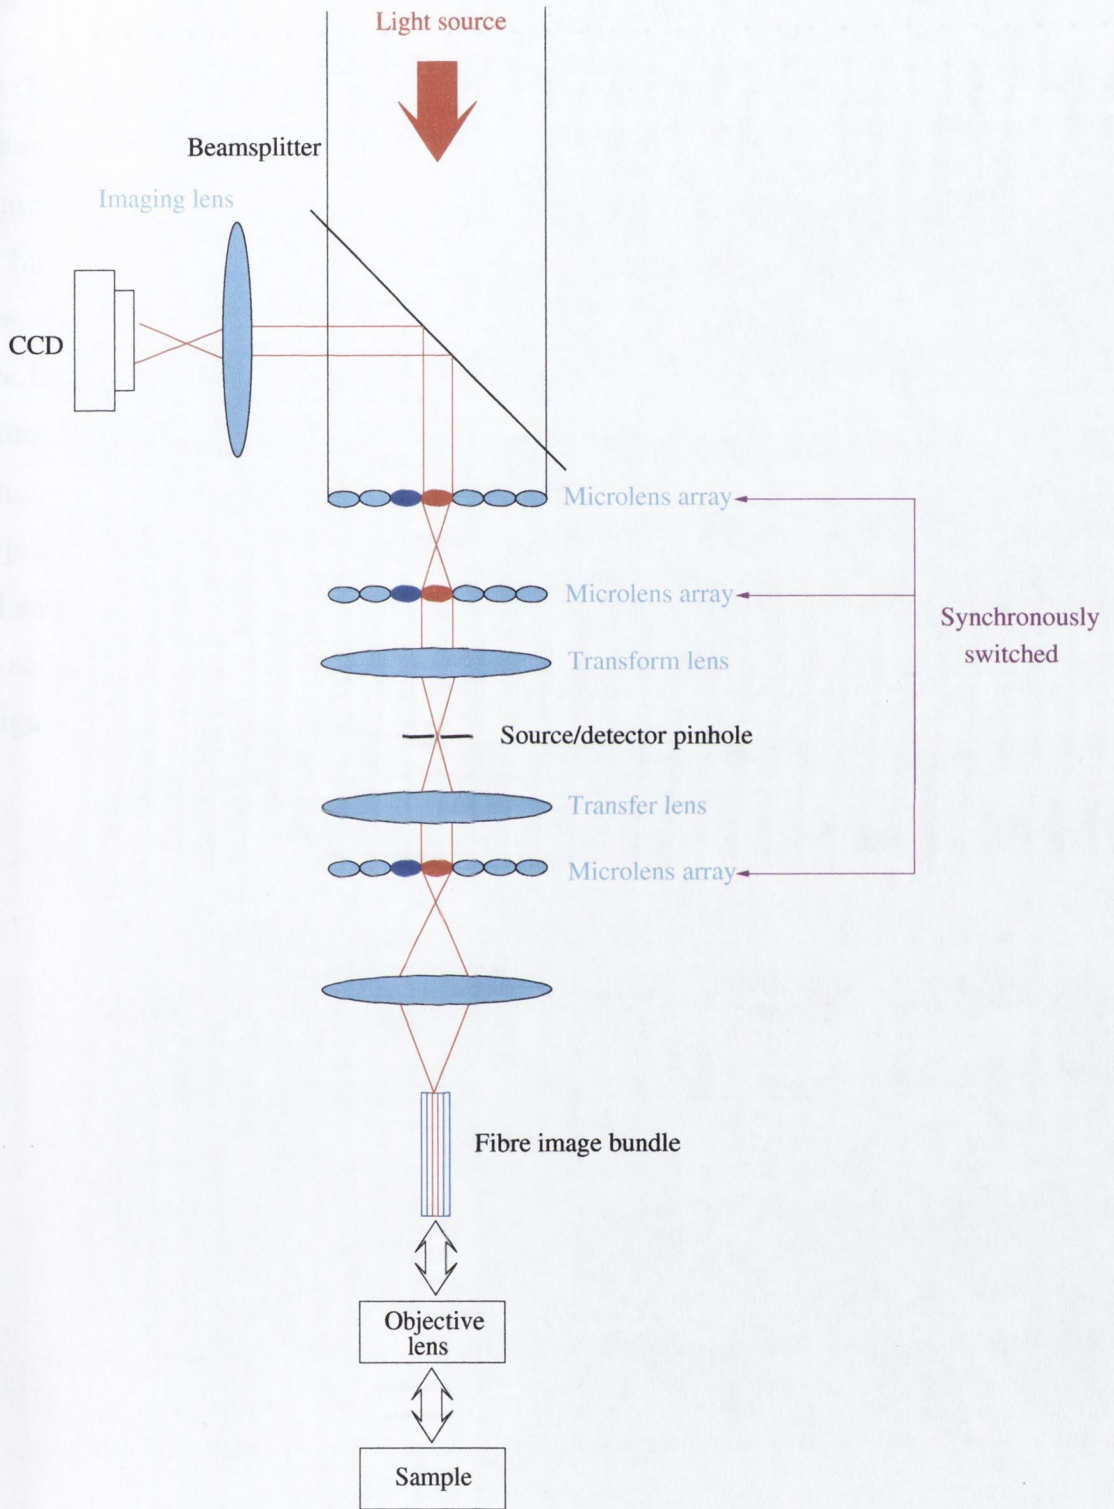 Light source
Beamsplitter
Imaging lens
CCD
Microlens array
Microlens array
Synchronously
switched
Transform lens
Source/detector pinhole
Transfer lens
Microlens array
Fibre image bundle
Objective
lens
Sample